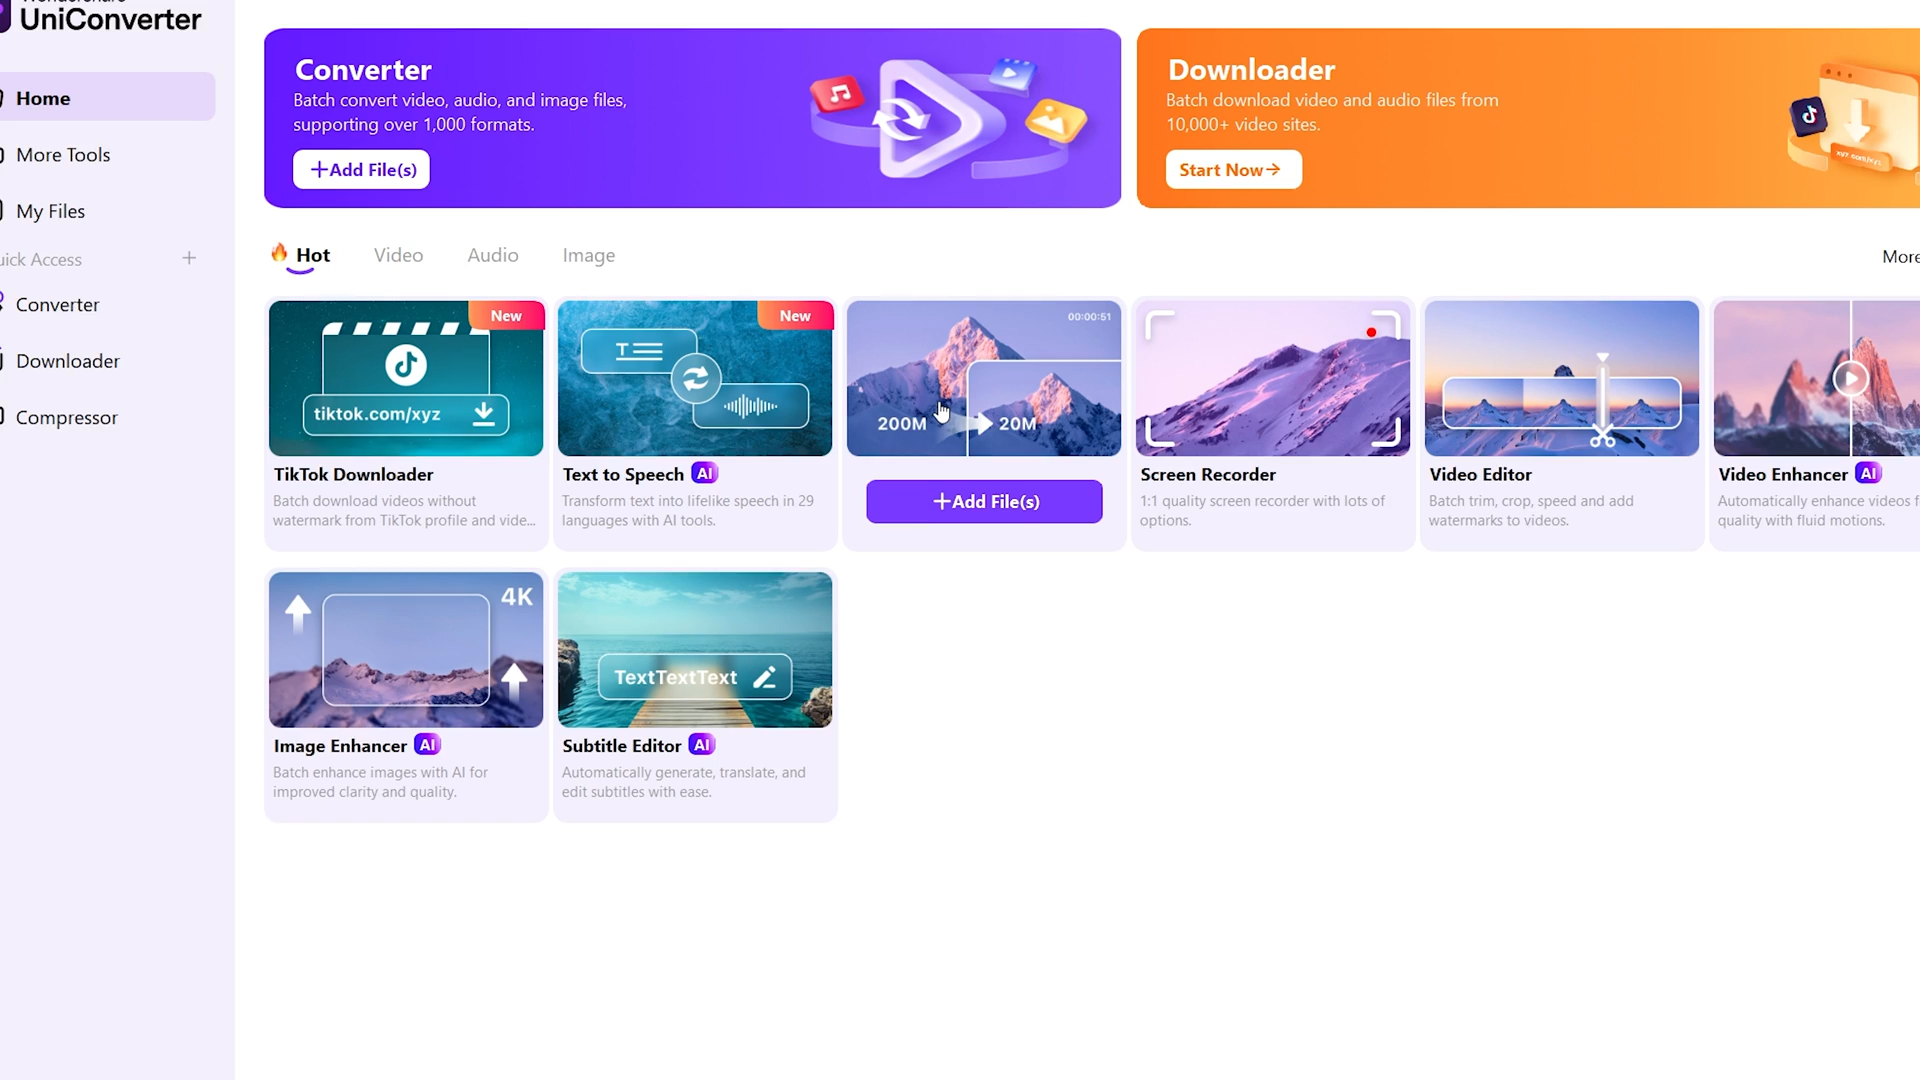 UniConverter
Home
More Tools
My Files
Quick Access
Converter
Downloader
Compressor
Converter
Batch convert video, audio, and image files,
supporting over 1,000 formats.
+Add File(s)
Downloader
Batch download video and audio files from
10,000+ video sites.
Start Now→
xyz.com/xyz
Hot
Video
Audio
Image
More
New
tiktok.com/xyz
TikTok Downloader
Batch download videos without
watermark from TikTok profile and vide...
New
T
Text to Speech AI
Transform text into lifelike speech in 29
languages with AI tools.
00:00:51
200M
20M
+Add File(s)
Screen Recorder
1:1 quality screen recorder with lots of
options.
Video Editor
Batch trim, crop, speed and add
watermarks to videos.
Video Enhancer AI
Automatically enhance videos
quality with fluid motions.
4K
Image Enhancer AI
Batch enhance images with AI for
improved clarity and quality.
TextTextText
Subtitle Editor AI
Automatically generate, translate, and
edit subtitles with ease.